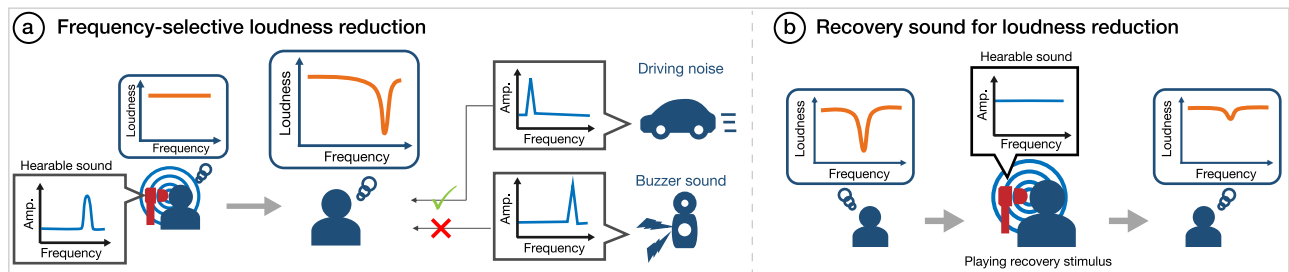 a Frequency-selective loudness reduction
Loudness
Frequency
Hearable sound
Amp.
Frequency
Loudness
Frequency
Amp.
Frequency
Driving noise
Amp.
Frequency
Buzzer sound
b Recovery sound for loudness reduction
Loudness
Frequency
Hearable sound
Amp.
Frequency
Playing recovery stimulus
Loudness
Frequency